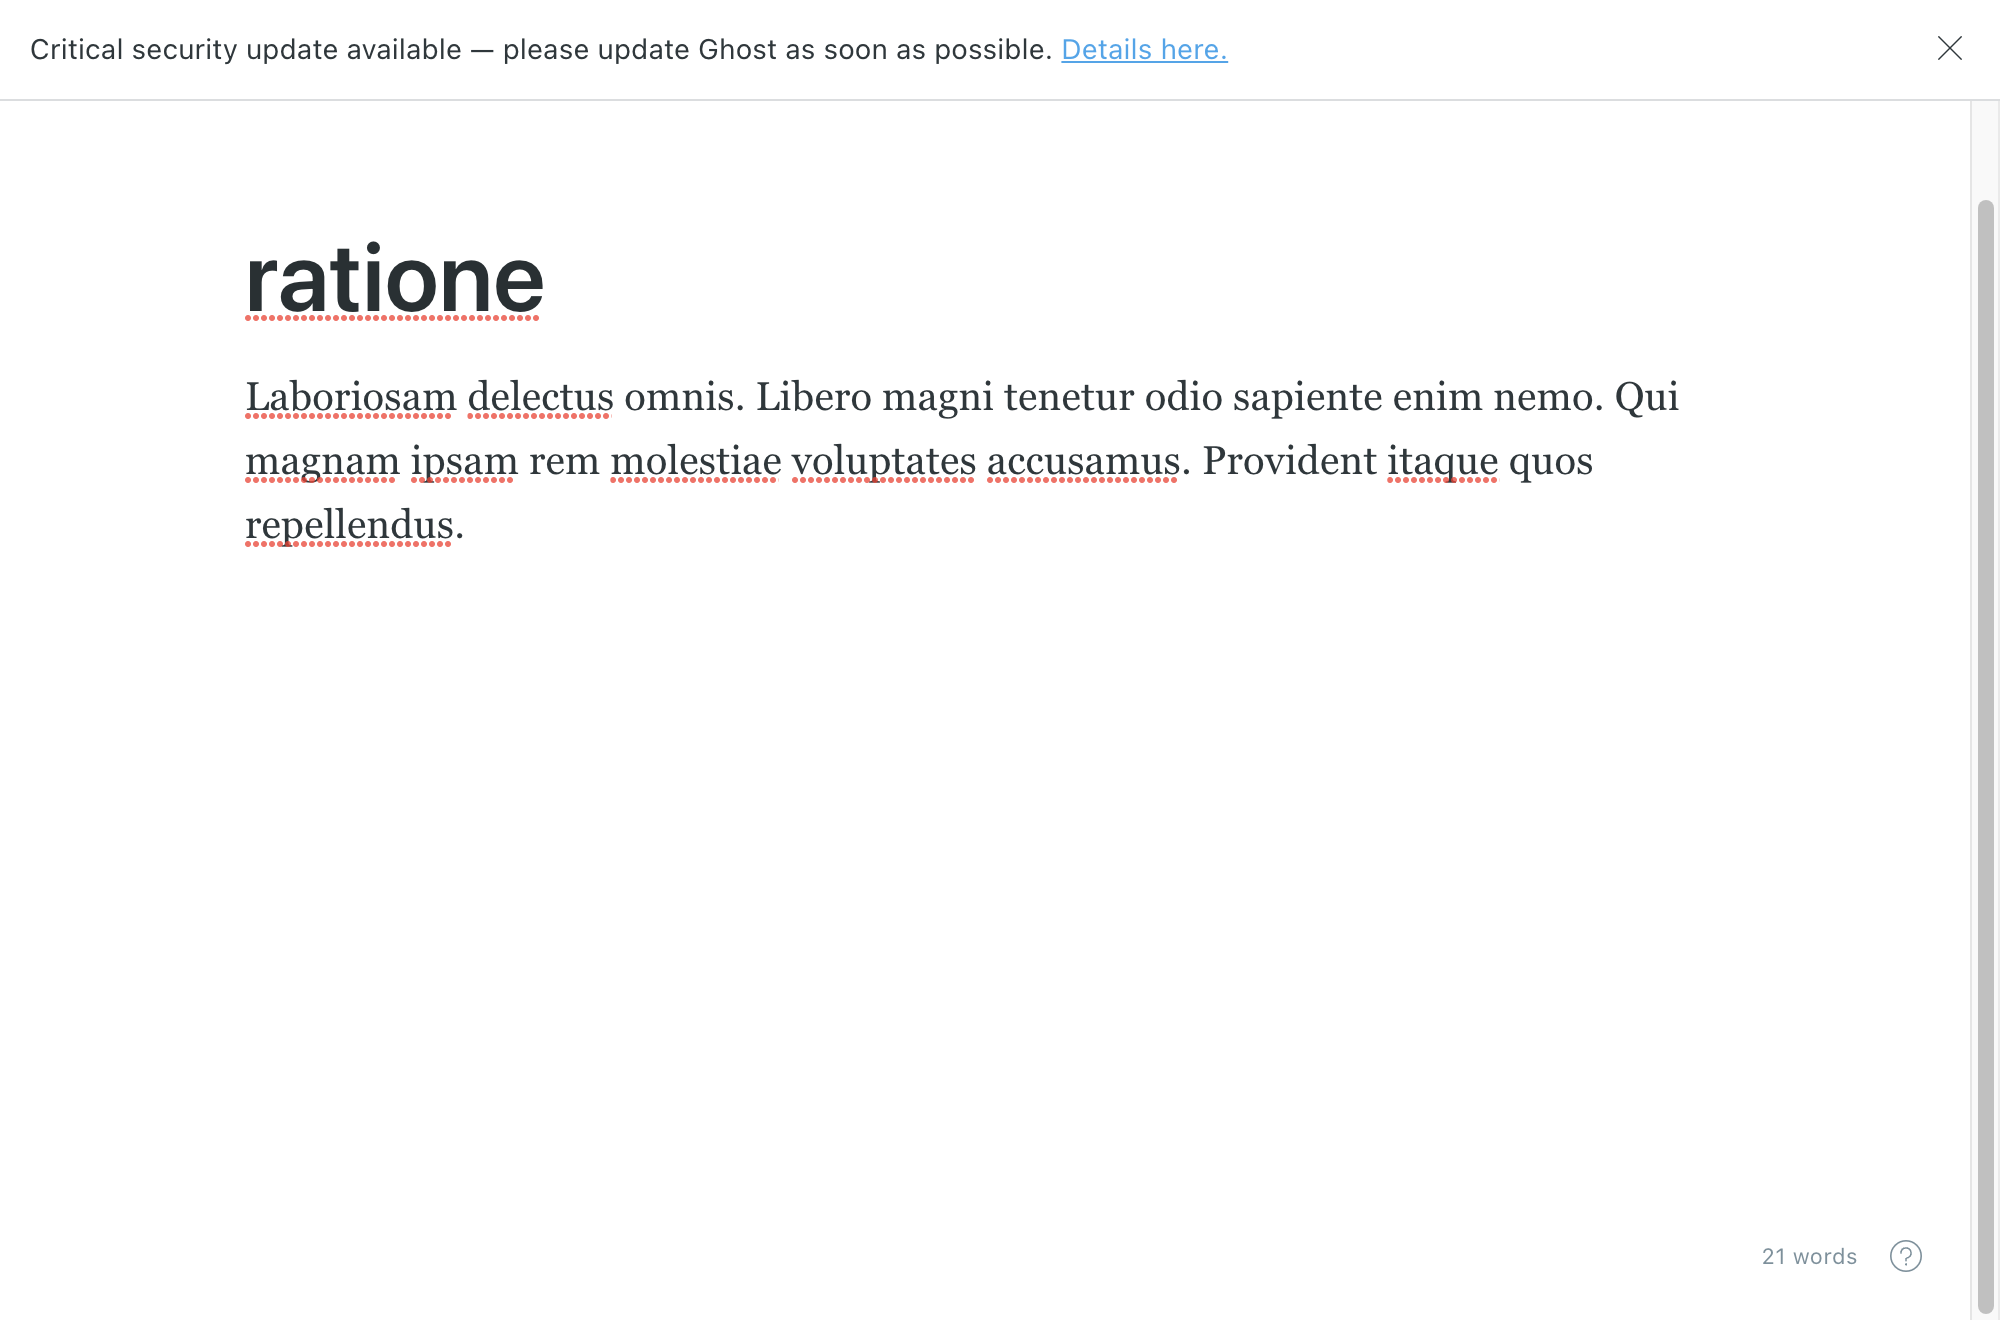 Critical security update available — please update Ghost as soon as possible. Details here.
ratione
Laboriosam delectus omnis. Libero magni tenetur odio sapiente enim nemo. Qui
magnam ipsam rem molestiae voluptates accusamus. Provident itaque quos
repellendus.
21 words
?